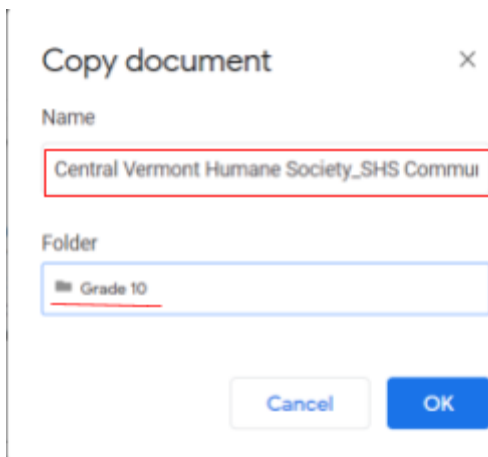 Copy document
Name
Central Vermont Humane Society_SHS Commu
Folder
Grade 10
Cancel
OK